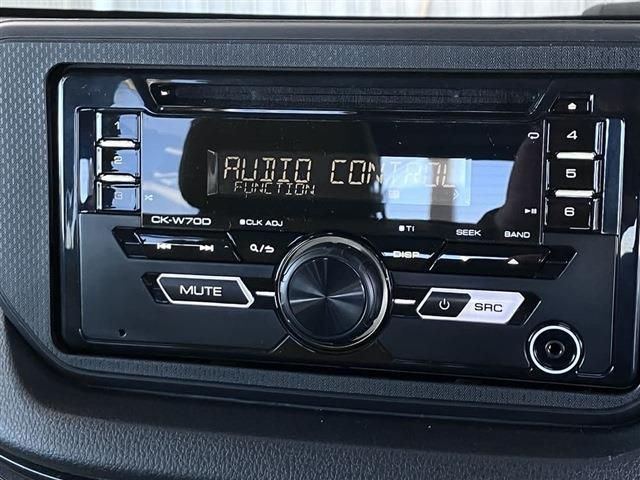 1
2
3
4
5
6
AUDIO CONTROL
FUNCTION
CK-W70D
CLK ADJ
TI
SEEK
BAND
DISP
MUTE
SRC